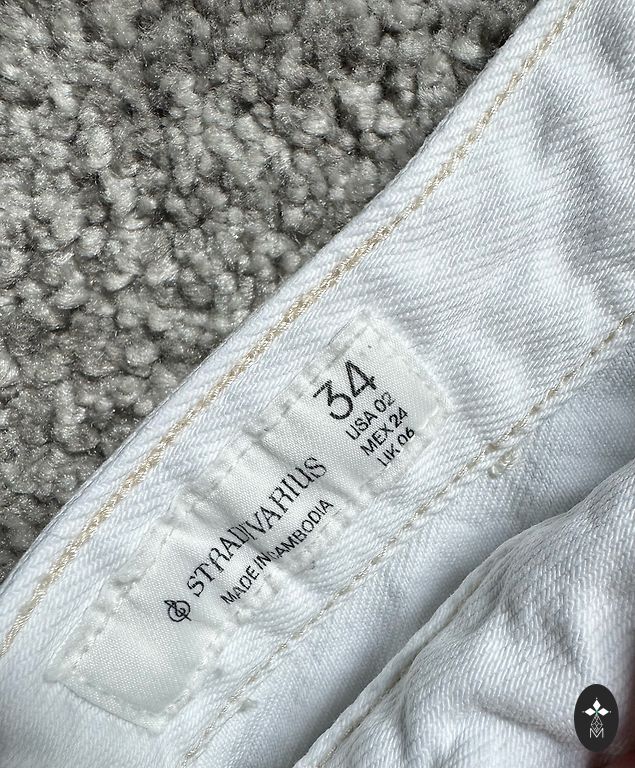 34
USA 02
MEX 24
UK 06
STRADIVARIUS
MADE IN CAMBODIA
M